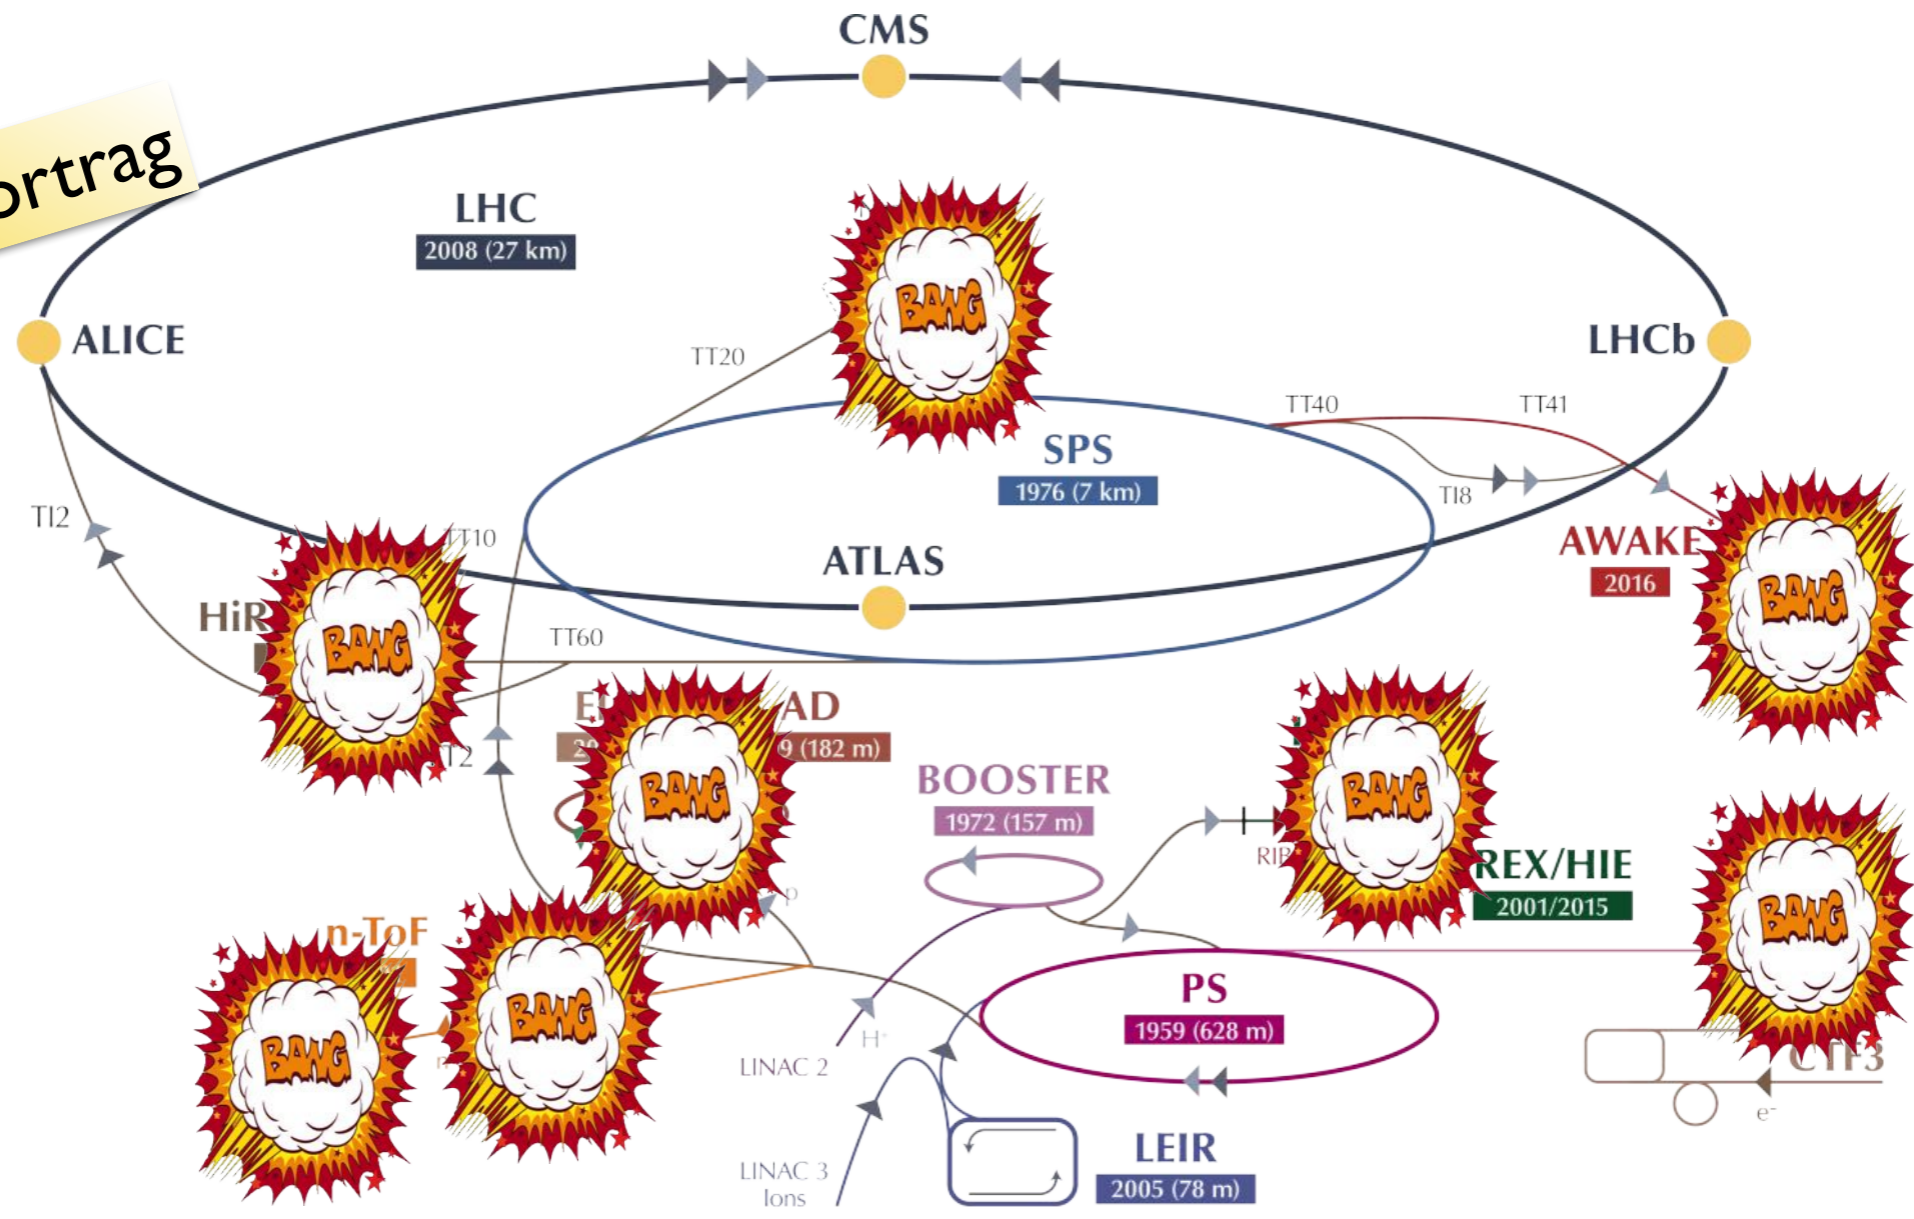 CMS
ortrag
LHC
2008 (27 km)
BANG
ALICE
LHCb
TT20
TT40
TT41
SPS
1976 (7 km)
TI8
TI2
TT10
AWAKE
2016
ATLAS
BANG
HiR
TT60
BANG
AD
9 (182 m)
BANG
BOOSTER
1972 (157 m)
BANG
REX/HIE
2001/2015
p
n-ToF
BANG
BANG
BANG
PS
1959 (628 m)
H-
LINAC 2
CTF3
e-
LEIR
2005 (78 m)
LINAC 3
Ions